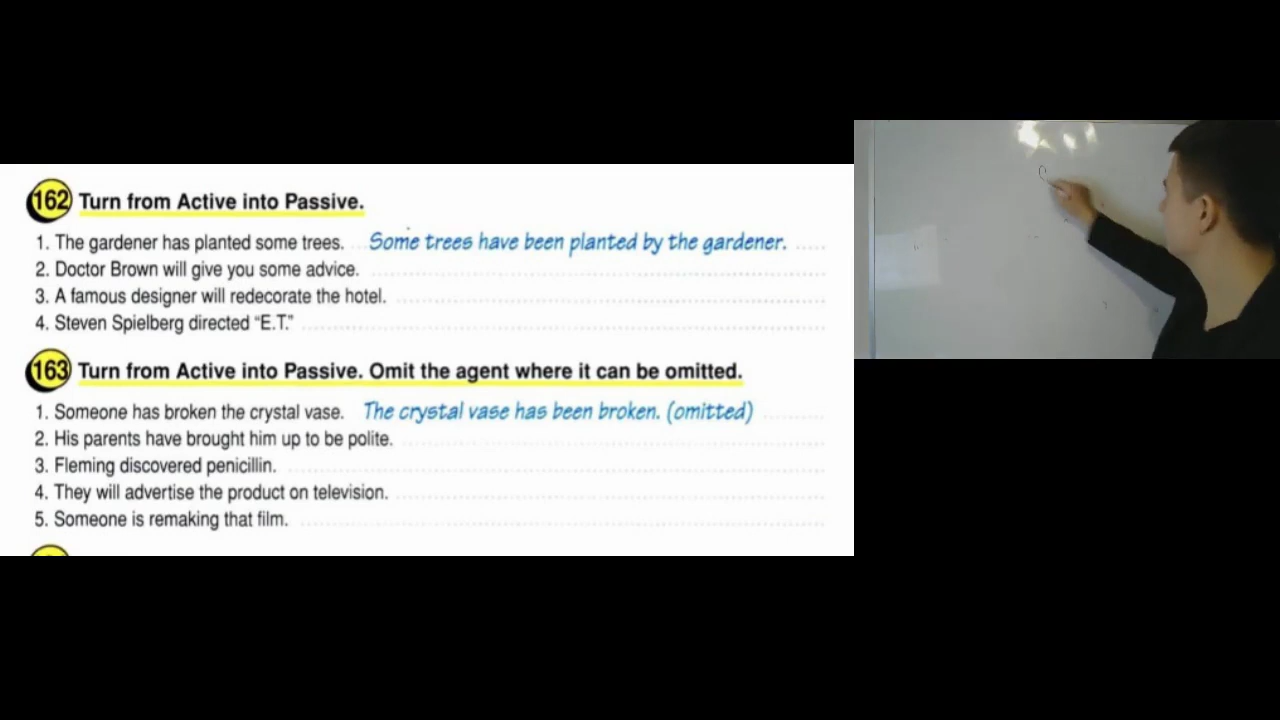 162 Turn from Active into Passive.
1. The gardener has planted some trees. Some trees have been planted by the gardener.
2. Doctor Brown will give you some advice.
3. A famous designer will redecorate the hotel.
4. Steven Spielberg directed “E.T.”
163 Turn from Active into Passive. Omit the agent where it can be omitted.
1. Someone has broken the crystal vase. The crystal vase has been broken. (omitted)
2. His parents have brought him up to be polite.
3. Fleming discovered penicillin.
4. They will advertise the product on television.
5. Someone is remaking that film.